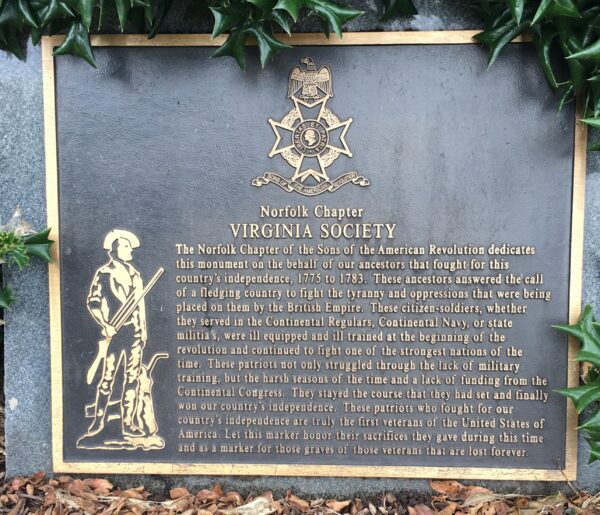 SONS OF THE AMERICAN REVOLUTION
Norfolk Chapter
VIRGINIA SOCIETY
The Norfolk Chapter of the Sons of the American Revolution dedicates
this monument on the behalf of our ancestors that fought for this
country's independence, 1775 to 1783. These ancestors answered the call
of a fledging country to fight the tyranny and oppressions that were being
placed on them by the British Empire. These citizen-soldiers, whether
they served in the Continental Regulars, Continental Navy, or state
militia's, were ill equipped and ill trained at the beginning of the
revolution and continued to fight one of the strongest nations of the
time. These patriots not only struggled through the lack of military
training, but the harsh seasons of the time and a lack of funding from the
Continental Congress. They stayed the course that they had set and finally
won our country's independence. These patriots who fought for our
country's independence are truly the first veterans of the United States of
America. Let this marker honor their sacrifices they gave during this time
and as a marker for those graves of those veterans that are lost forever.